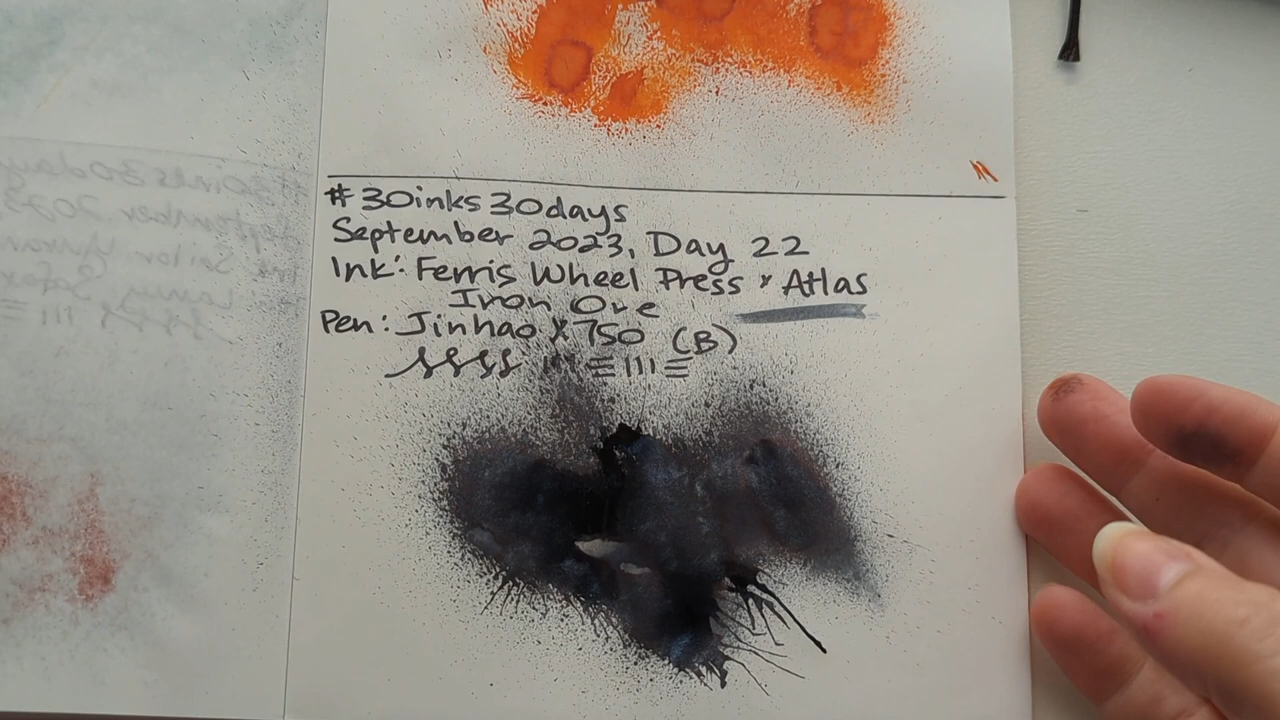 #30inks30days
September 2023, Day 22
Ink: Ferris Wheel Press x Atlas
Iron Ore
Pen: Jinhao X750 (B)